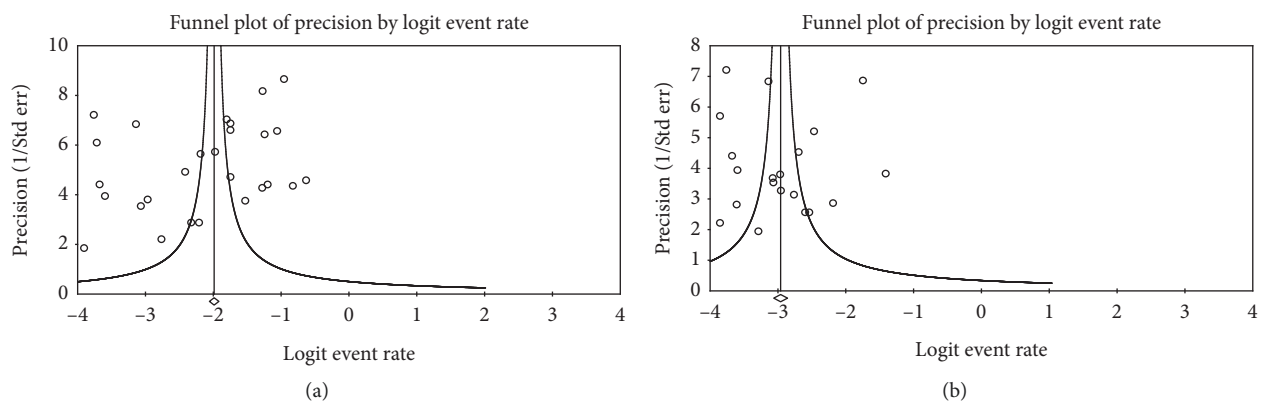 Funnel plot of precision by logit event rate
Precision (1/Std err)
10
8
6
4
2
0
–4 –3 –2 –1 0 1 2 3 4
Logit event rate
(a)
Funnel plot of precision by logit event rate
Precision (1/Std err)
8
7
6
5
4
3
2
1
0
–4 –3 –2 –1 0 1 2 3 4
Logit event rate
(b)